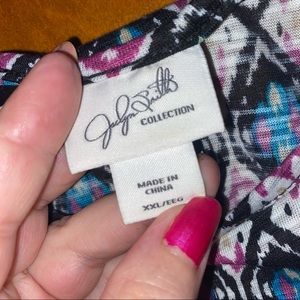 Jaclyn Smith
COLLECTION
MADE IN
CHINA
XXL/EEG